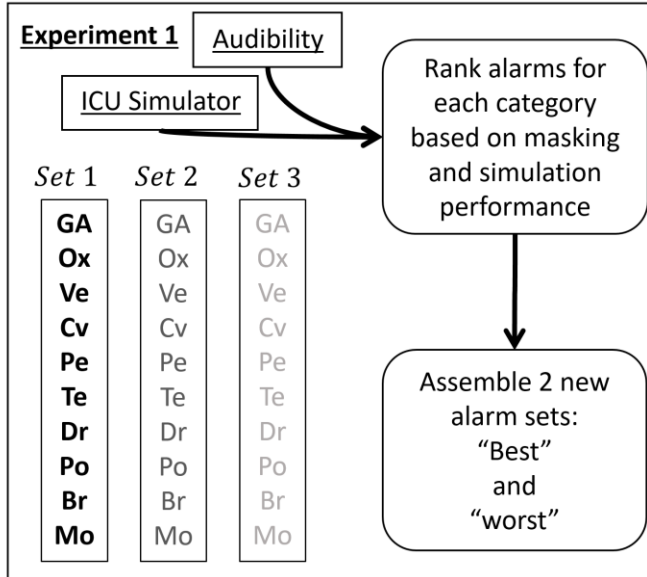 Experiment 1
Audibility
ICU Simulator
Set 1
GA
Ox
Ve
Cv
Pe
Te
Dr
Po
Br
Mo
Set 2
GA
Ox
Ve
Cv
Pe
Te
Dr
Po
Br
Mo
Set 3
GA
Ox
Ve
Cv
Pe
Te
Dr
Po
Br
Mo
Rank alarms for
each category
based on masking
and simulation
performance
Assemble 2 new
alarm sets:
“Best”
and
“worst”